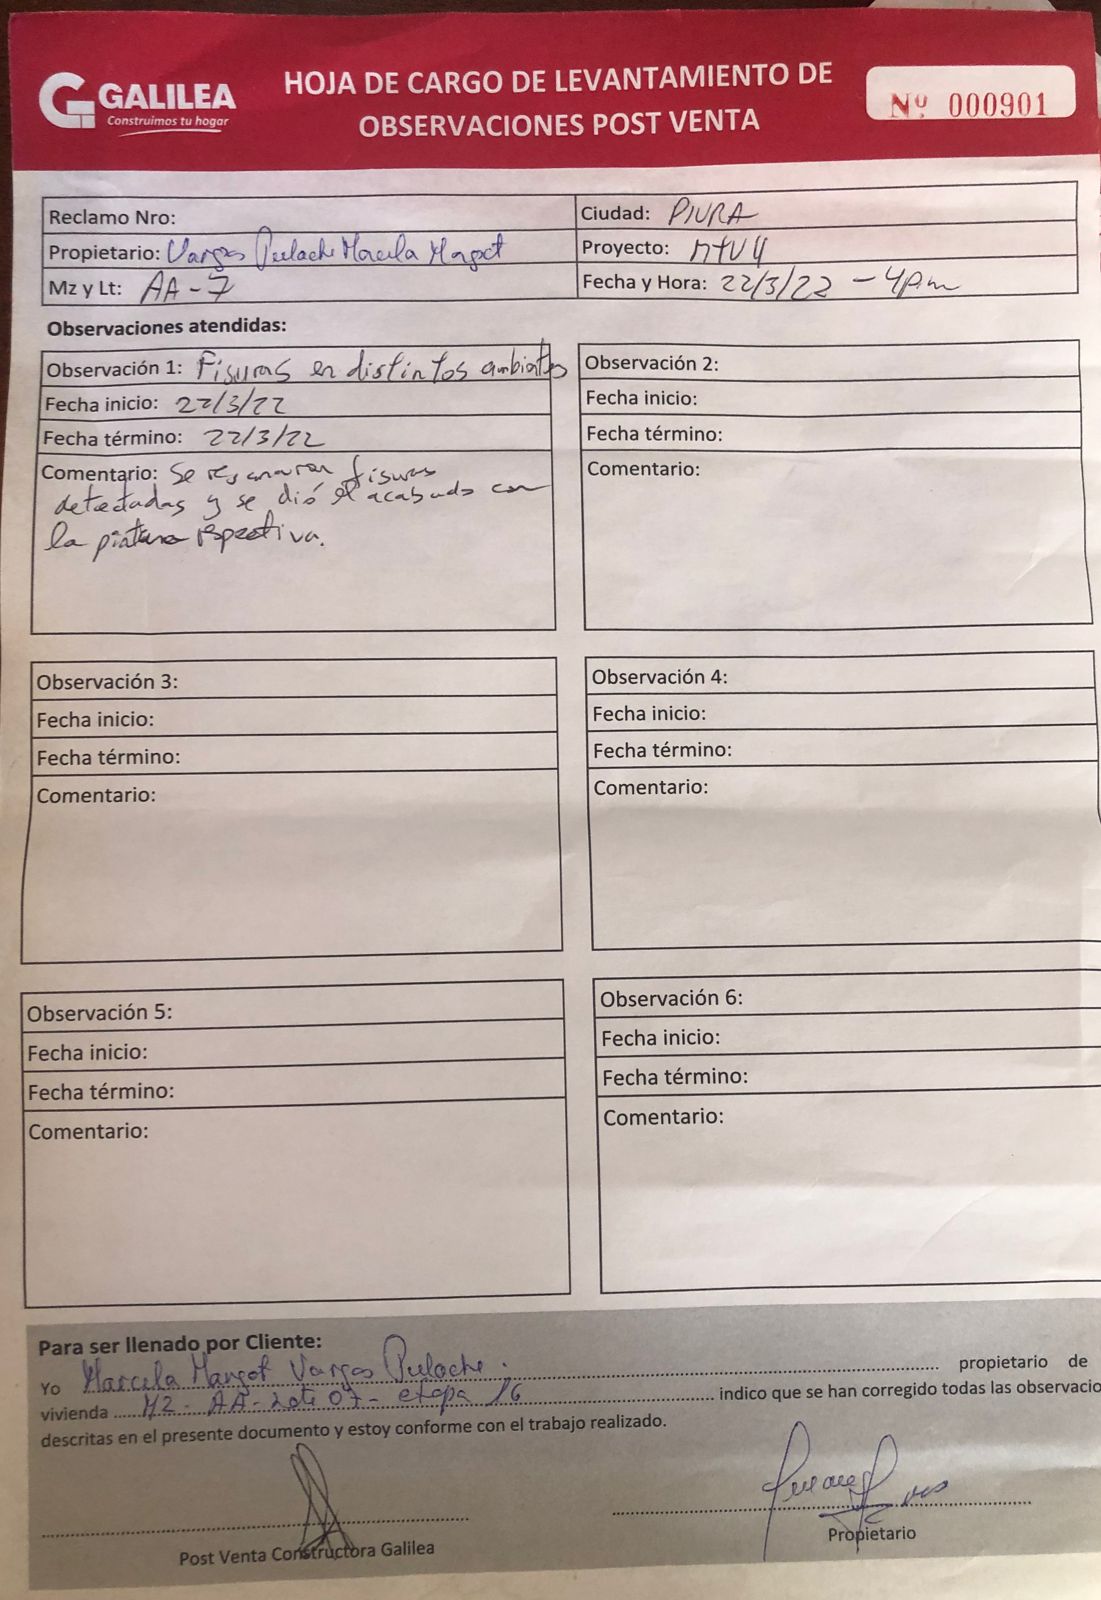 GALILEA
Construimos tu hogar
HOJA DE CARGO DE LEVANTAMIENTO DE
OBSERVACIONES POST VENTA
Nº 000901
Reclamo Nro:
Ciudad: PIURA
Propietario: Vargas Pulache Marcela Margot
Proyecto: MTV4
Mz y Lt: AA-7
Fecha y Hora: 22/3/22 - 4pm
Observaciones atendidas:
Observación 1: Fisuras en distintos ambientes
Fecha inicio: 22/3/22
Fecha término: 22/3/22
Comentario: Se resanaron fisuras
detectadas y se dió el acabado con
la pintura respectiva.
Observación 2:
Fecha inicio:
Fecha término:
Comentario:
Observación 3:
Fecha inicio:
Fecha término:
Comentario:
Observación 4:
Fecha inicio:
Fecha término:
Comentario:
Observación 5:
Fecha inicio:
Fecha término:
Comentario:
Observación 6:
Fecha inicio:
Fecha término:
Comentario:
Para ser llenado por Cliente:
Yo Marcela Margot Vargas Pulache. propietario de
vivienda MZ - AA - Lote 07 - etapa 16 indico que se han corregido todas las observacio
descritas en el presente documento y estoy conforme con el trabajo realizado.
Post Venta Constructora Galilea
Propietario